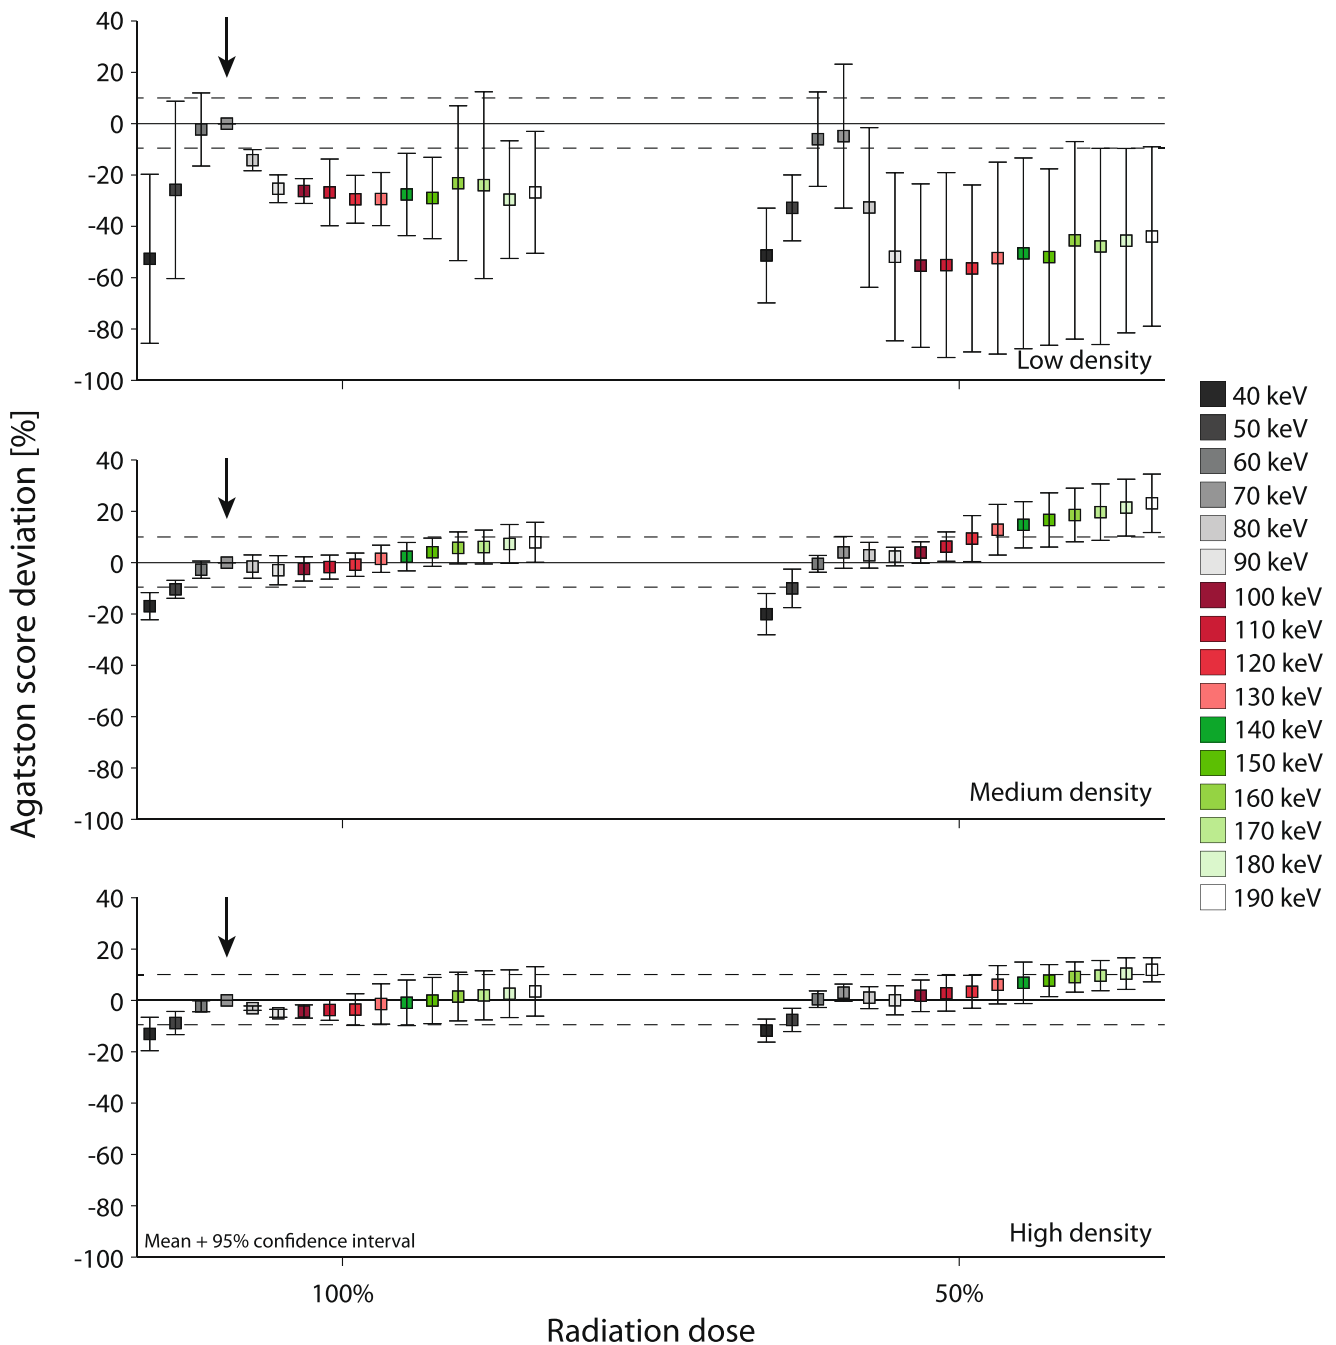 Agatston score deviation [%]
40
20
0
-20
-40
-60
-80
-100
Low density
40
20
0
-20
-40
-60
-80
-100
Medium density
40
20
0
-20
-40
-60
-80
-100
Mean + 95% confidence interval
High density
100%
50%
Radiation dose
40 keV
50 keV
60 keV
70 keV
80 keV
90 keV
100 keV
110 keV
120 keV
130 keV
140 keV
150 keV
160 keV
170 keV
180 keV
190 keV